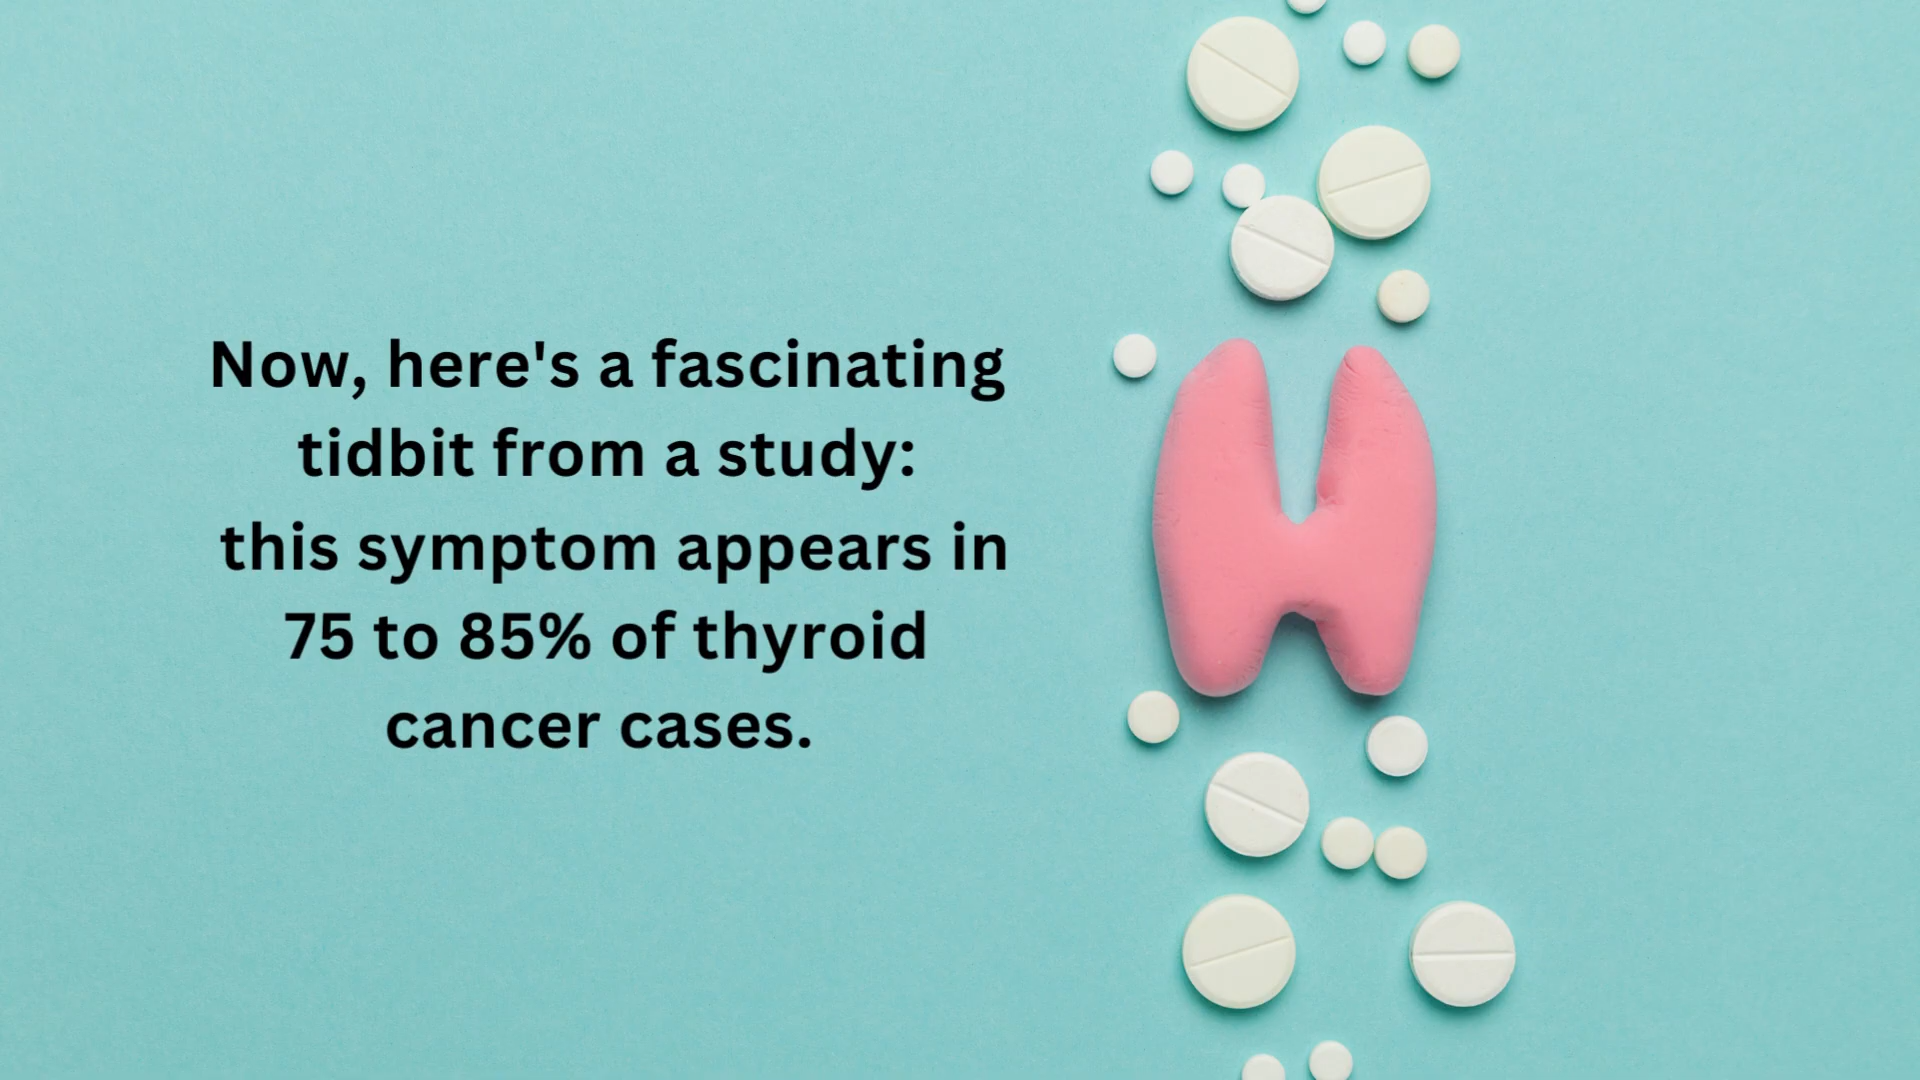 Now, here's a fascinating
tidbit from a study:
this symptom appears in
75 to 85% of thyroid
cancer cases.